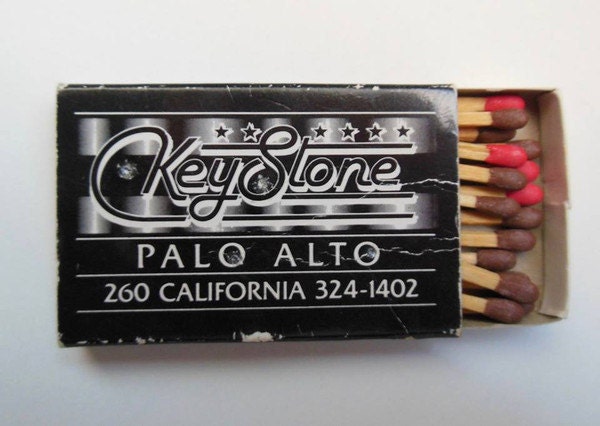 KeyStone
PALO ALTO
260 CALIFORNIA 324-1402